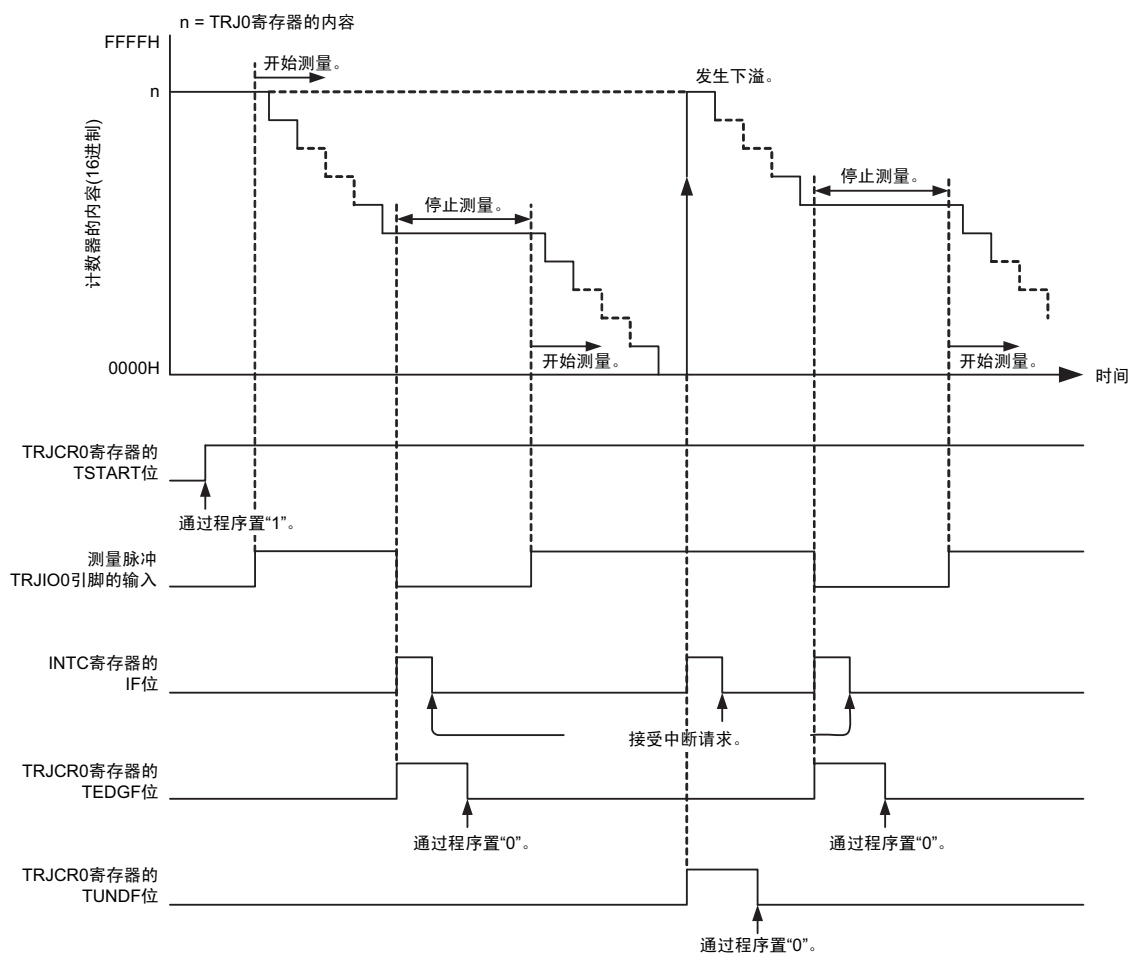 n = TRJ0寄存器的内容
FFFFH
开始测量。
n
发生下溢。
计数器的内容(16进制)
停止测量。
停止测量。
开始测量。
开始测量。
0000H
时间
TRJCR0寄存器的
TSTART位
通过程序置“1”。
测量脉冲
TRJIO0引脚的输入
INTC寄存器的
IF位
接受中断请求。
TRJCR0寄存器的
TEDGF位
通过程序置“0”。
通过程序置“0”。
TRJCR0寄存器的
TUNDF位
通过程序置“0”。